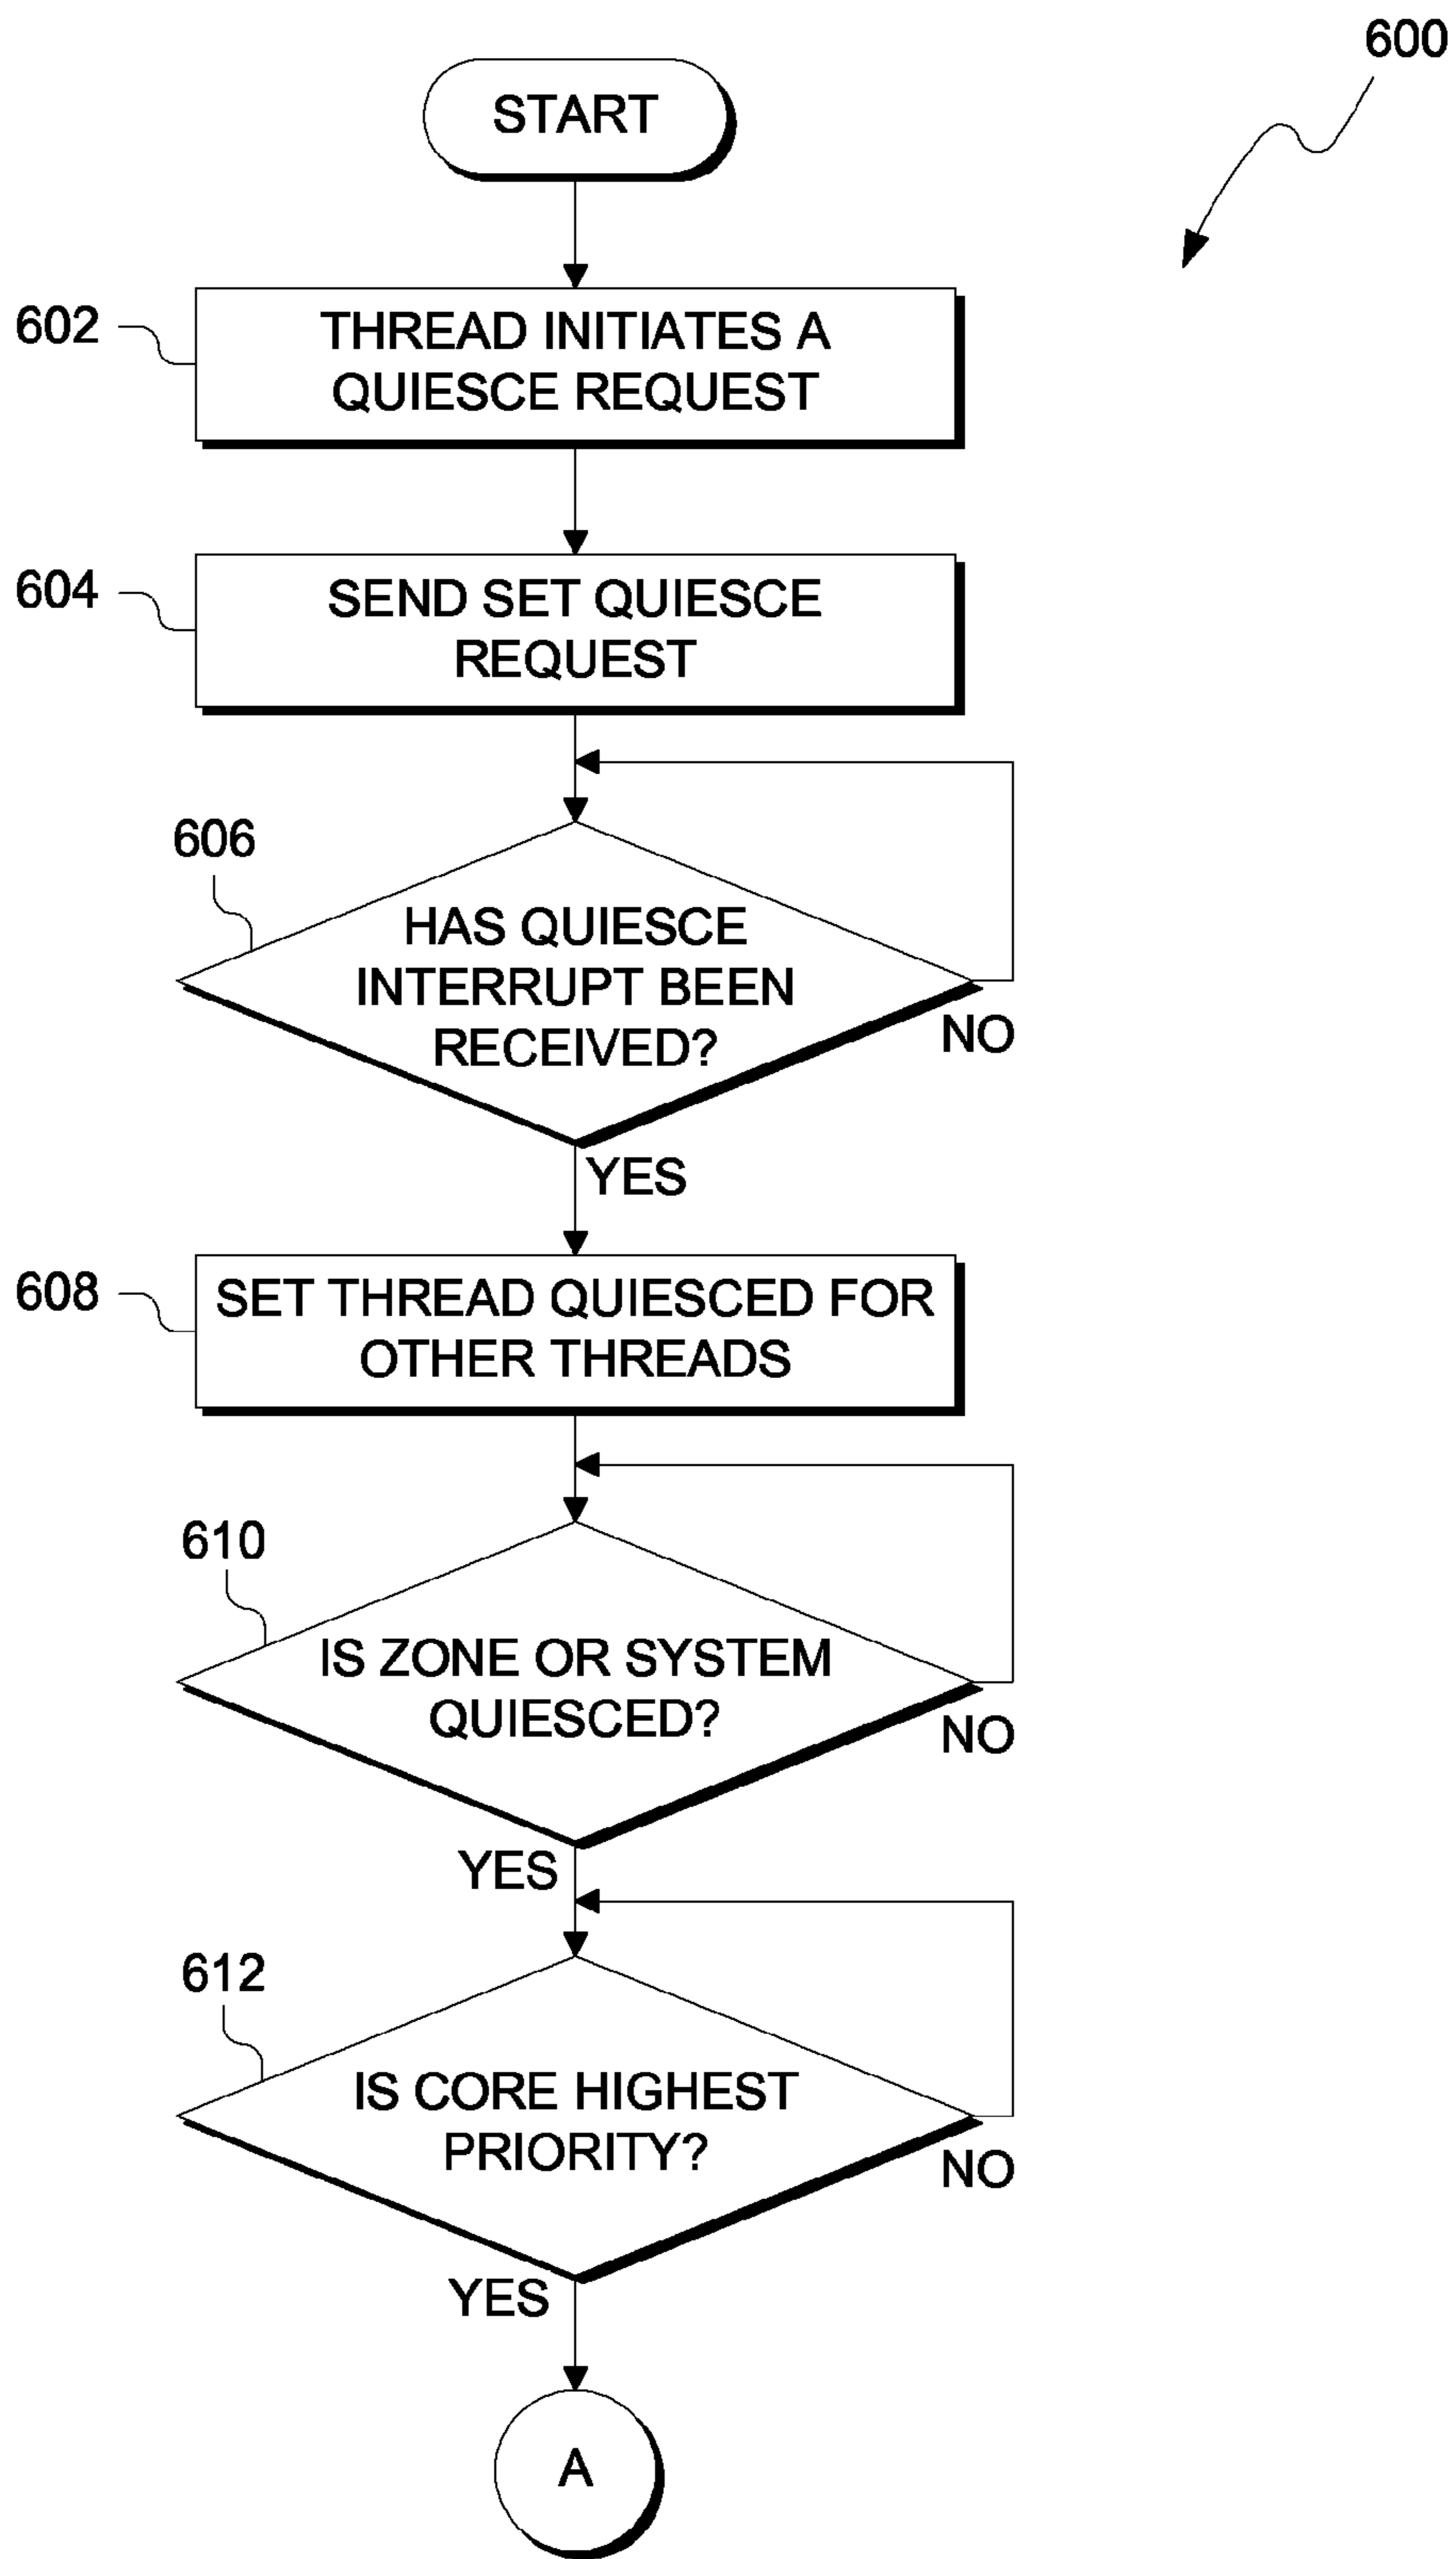 600
START
602
THREAD INITIATES A
QUIESCE REQUEST
604
SEND SET QUIESCE
REQUEST
606
HAS QUIESCE
INTERRUPT BEEN
RECEIVED?
NO
YES
608
SET THREAD QUIESCED FOR
OTHER THREADS
610
IS ZONE OR SYSTEM
QUIESCED?
NO
YES
612
IS CORE HIGHEST
PRIORITY?
NO
YES
A